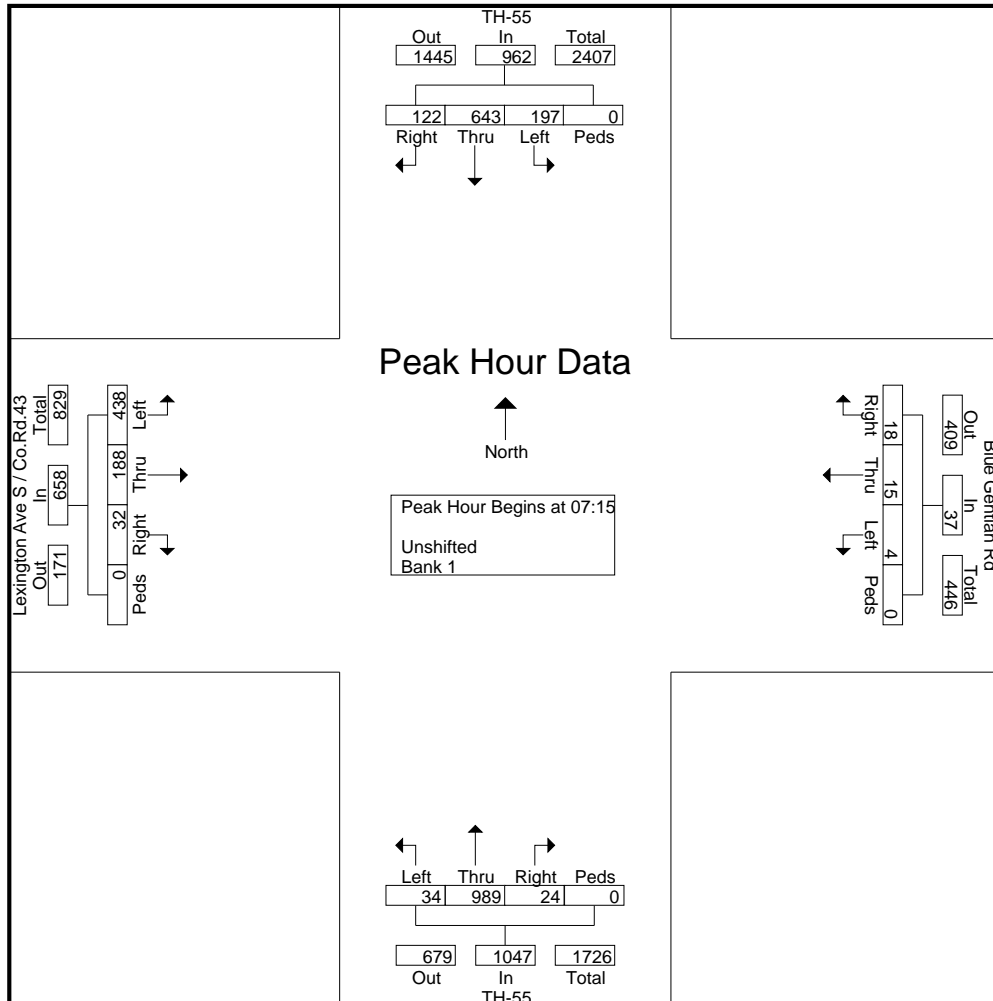 TH-55
Out In Total
1445 962 2407
122 643 197 0
Right Thru Left Peds
Peak Hour Data
North
Peak Hour Begins at 07:15
Unshifted
Bank 1
Lexington Ave S / Co.Rd.43
Total In Out
829 658 171
438 188 32 0
Left Thru Right Peds
Blue Gentian Rd
Out In Total
409 37 446
18 15 4 0
Right Thru Left Peds
Left Thru Right Peds
34 989 24 0
679 1047 1726
Out In Total
TH-55